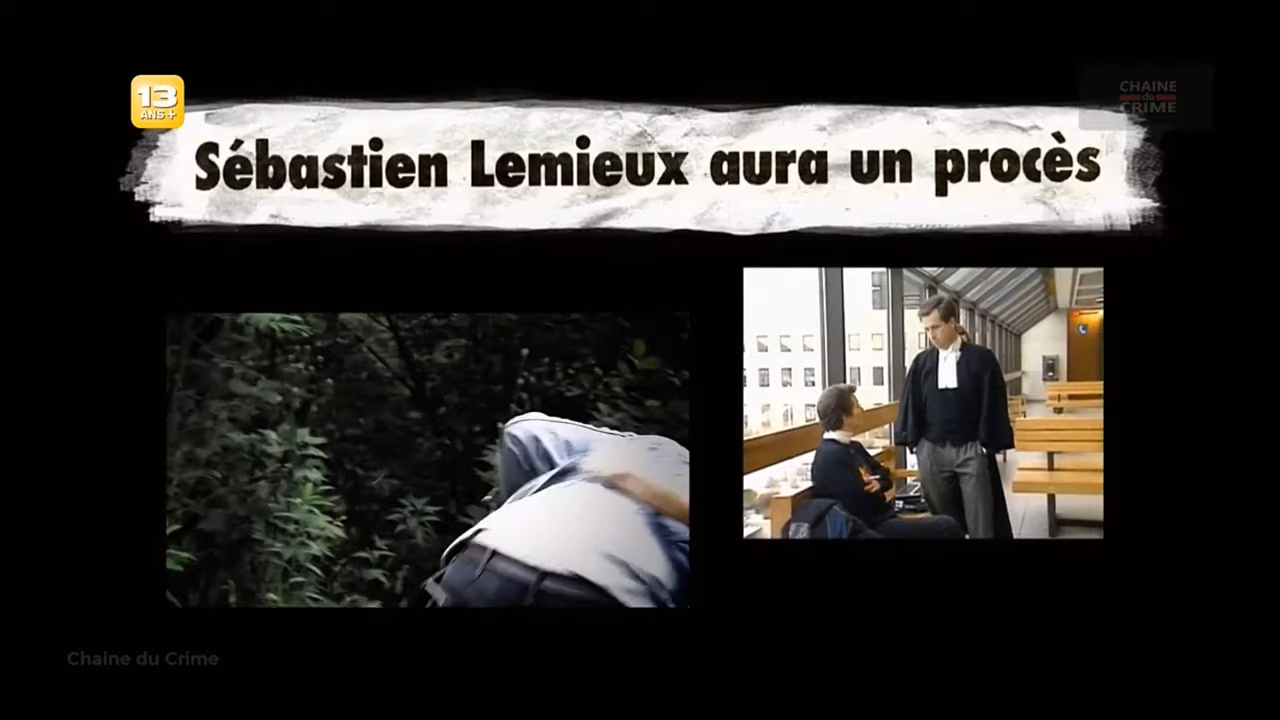 13
ANS+
CHAINE
du
CRIME
Sébastien Lemieux aura un procès
Chaine du Crime